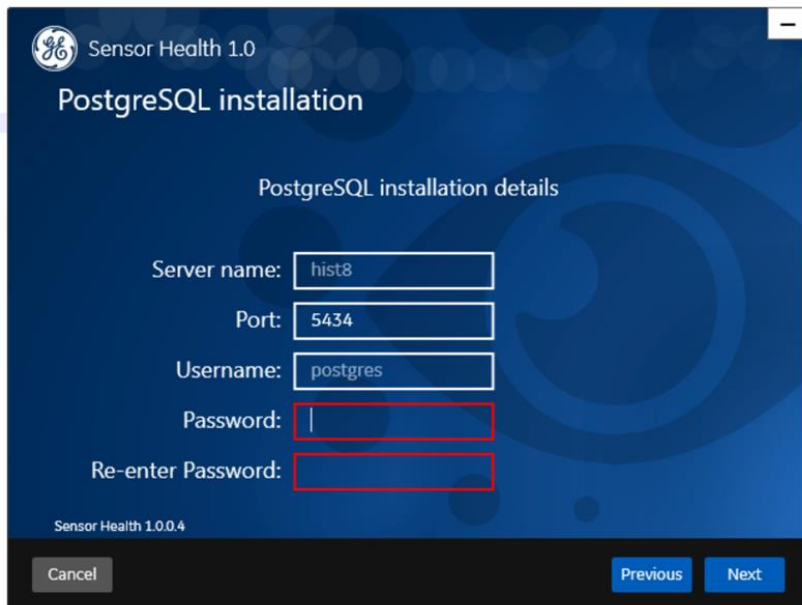 Sensor Health 1.0
PostgreSQL installation
PostgreSQL installation details
Server name: hist8
Port: 5434
Username: postgres
Password:
Re-enter Password:
Sensor Health 1.0.0.4
Cancel Previous Next